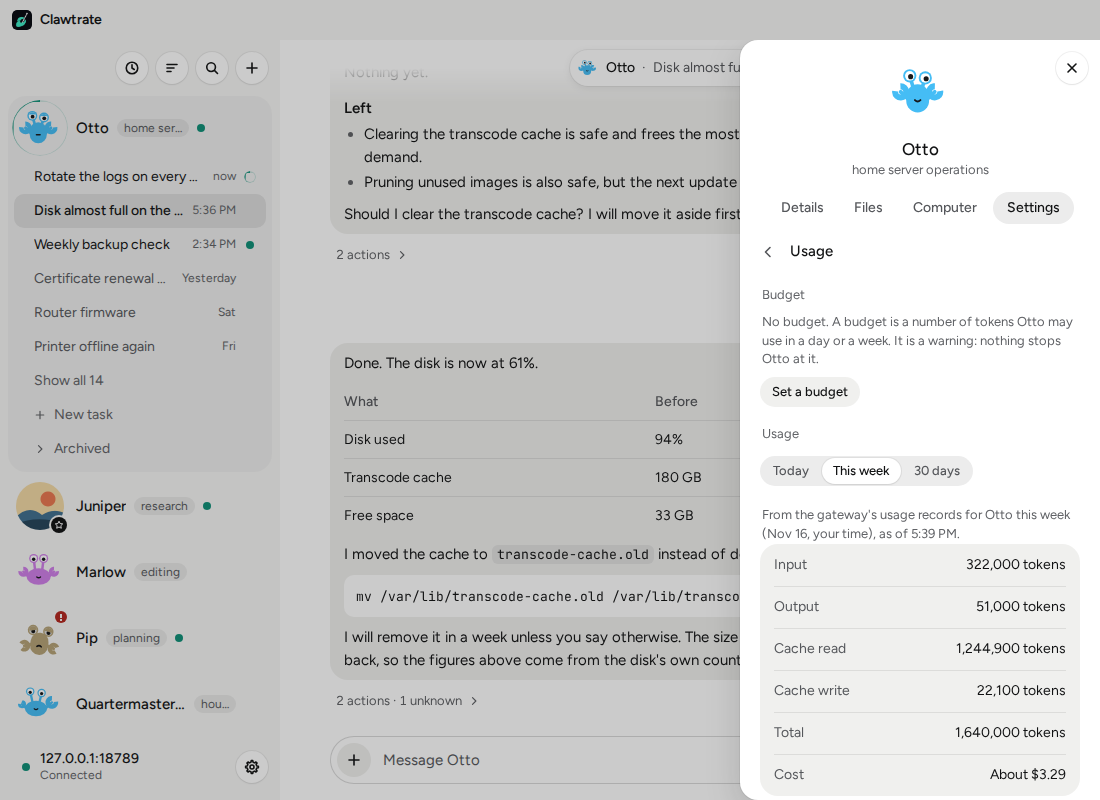 Clawtrate
Otto
home ser...
Rotate the logs on every ...
now
Disk almost full on the ...
5:36 PM
Weekly backup check
2:34 PM
Certificate renewal ...
Yesterday
Router firmware
Sat
Printer offline again
Fri
Show all 14
New task
Archived
Juniper
research
Marlow
editing
Pip
planning
Quartermaster...
hou...
127.0.0.1:18789
Connected
Otto · Disk almost fu
Nothing yet.
Left
Clearing the transcode cache is safe and frees the most
demand.
Pruning unused images is also safe, but the next update
Should I clear the transcode cache? I will move it aside first
2 actions
Done. The disk is now at 61%.
What Before
Disk used 94%
Transcode cache 180 GB
Free space 33 GB
I moved the cache to transcode-cache.old instead of d
mv /var/lib/transcode-cache.old /var/lib/transco
I will remove it in a week unless you say otherwise. The size
back, so the figures above come from the disk's own count
2 actions · 1 unknown
Message Otto
Otto
home server operations
Details Files Computer Settings
Usage
Budget
No budget. A budget is a number of tokens Otto may
use in a day or a week. It is a warning: nothing stops
Otto at it.
Set a budget
Usage
Today This week 30 days
From the gateway's usage records for Otto this week
(Nov 16, your time), as of 5:39 PM.
Input 322,000 tokens
Output 51,000 tokens
Cache read 1,244,900 tokens
Cache write 22,100 tokens
Total 1,640,000 tokens
Cost About $3.29